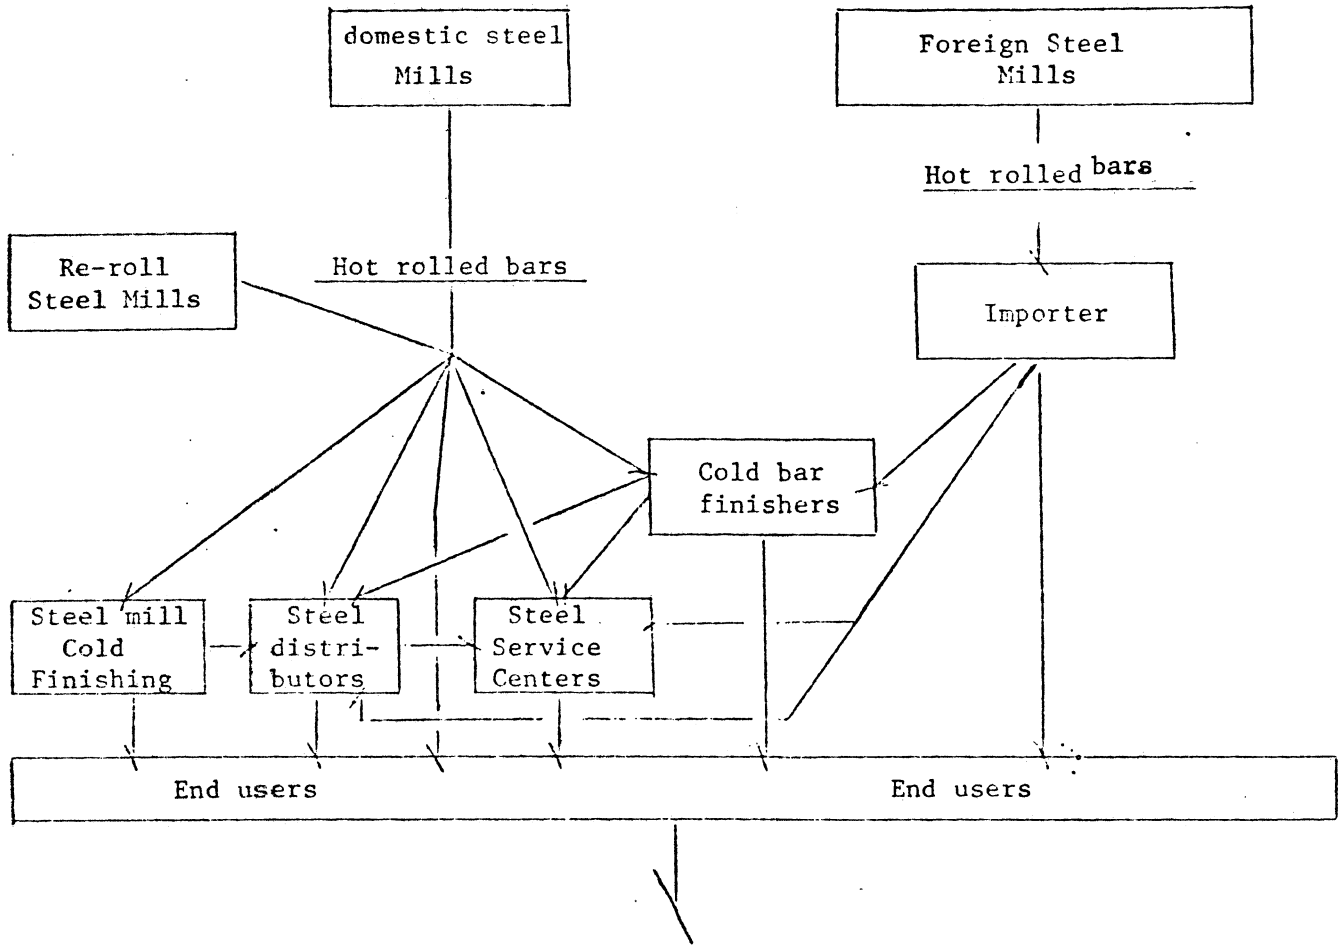 domestic steel
Mills
Foreign Steel
Mills
Hot rolled bars
Re-roll
Steel Mills
Hot rolled bars
Importer
Cold bar
finishers
Steel mill
Cold
Finishing
Steel
distri-
butors
Steel
Service
Centers
End users
End users